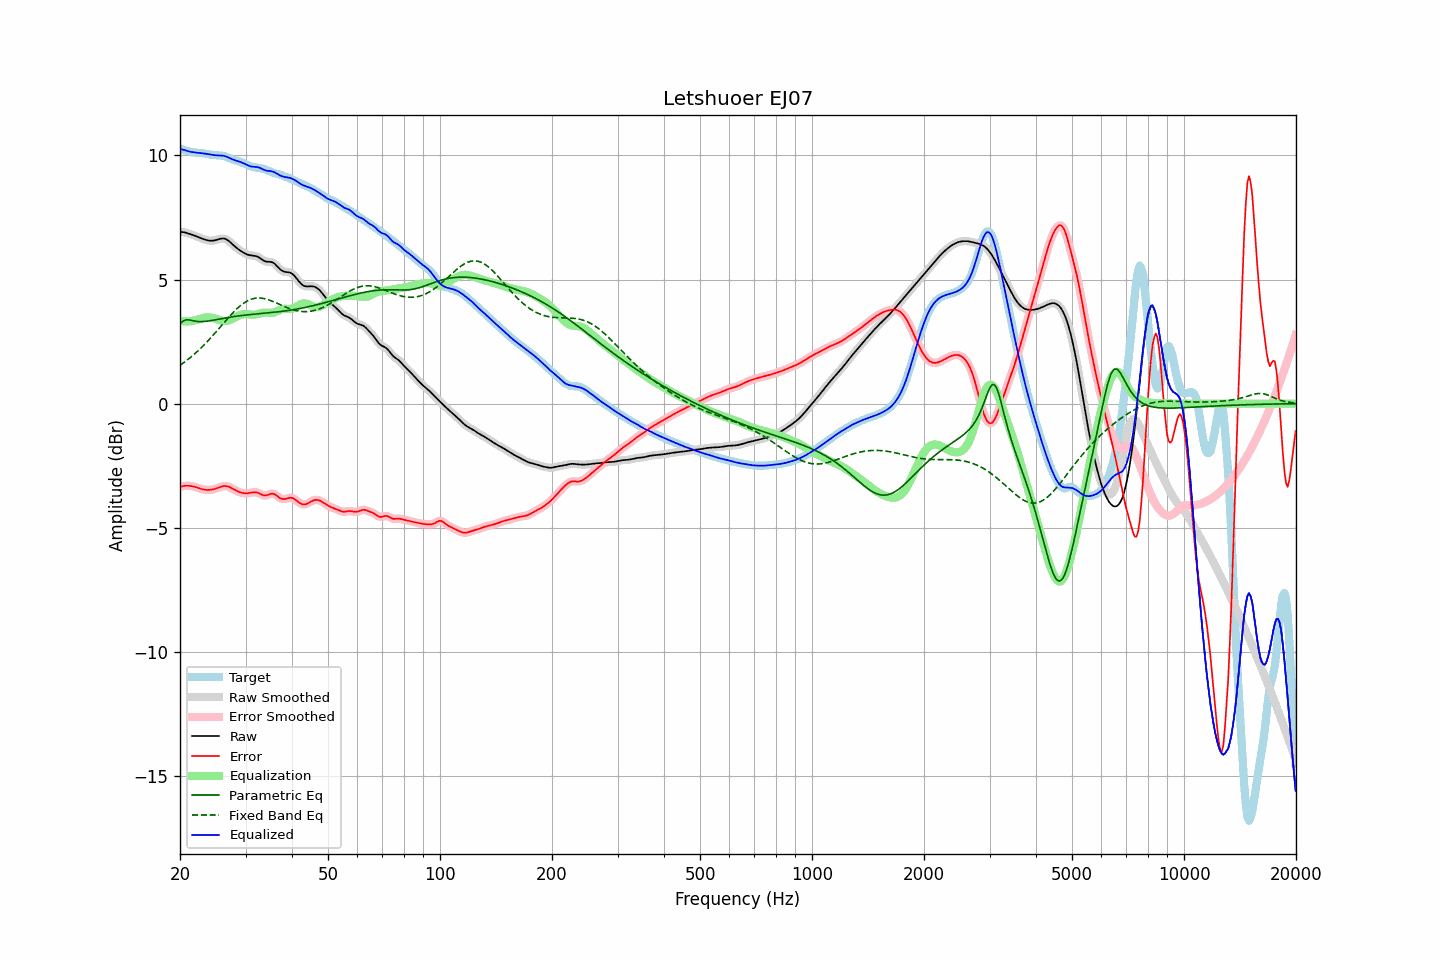 Letshuoer EJ07
10
5
0
−5
−10
−15
Amplitude (dBr)
Target
Raw Smoothed
Error Smoothed
Raw
Error
Equalization
Parametric Eq
Fixed Band Eq
Equalized
20 50 100 200 500 1000 2000 5000 10000 20000
Frequency (Hz)